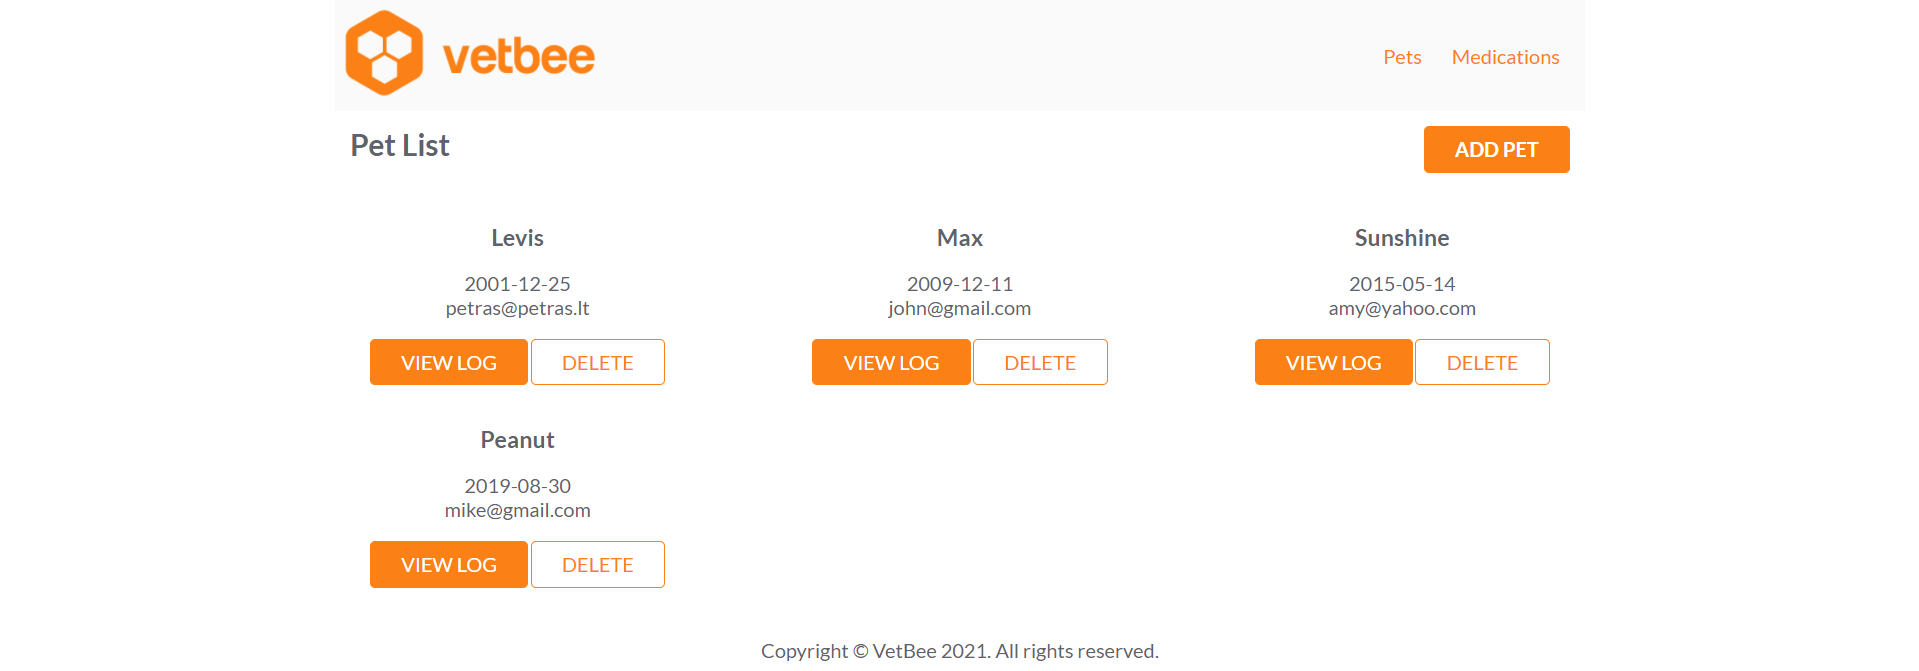 vetbee
Pets Medications
Pet List
ADD PET
Levis
2001-12-25
petras@petras.lt
VIEW LOG DELETE
Max
2009-12-11
john@gmail.com
VIEW LOG DELETE
Sunshine
2015-05-14
amy@yahoo.com
VIEW LOG DELETE
Peanut
2019-08-30
mike@gmail.com
VIEW LOG DELETE
Copyright © VetBee 2021. All rights reserved.